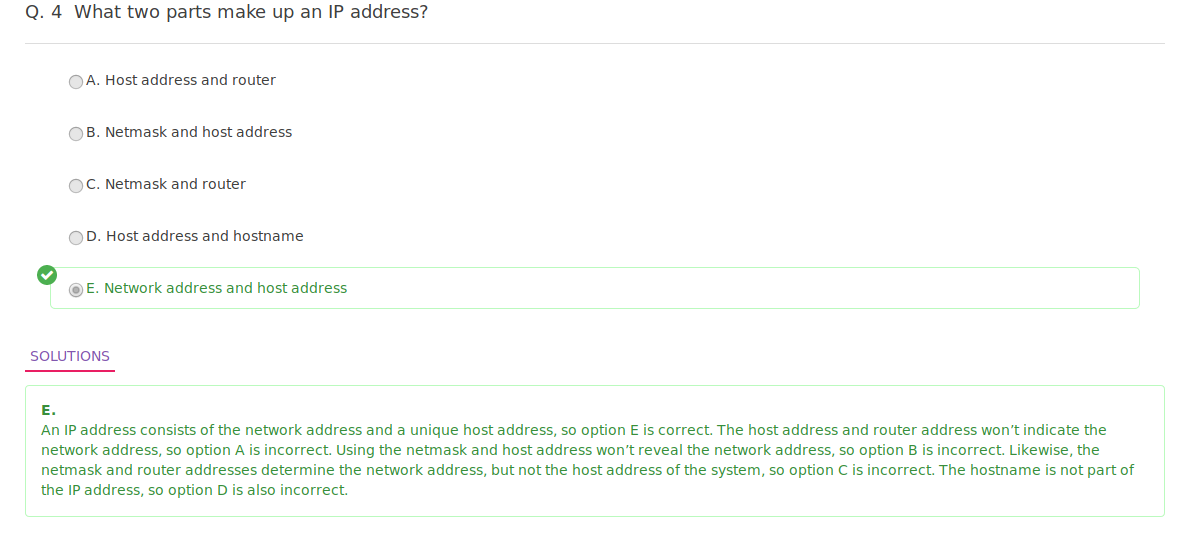 Q. 4 What two parts make up an IP address?
A. Host address and router
B. Netmask and host address
C. Netmask and router
D. Host address and hostname
E. Network address and host address
SOLUTIONS
E.
An IP address consists of the network address and a unique host address, so option E is correct. The host address and router address won’t indicate the
network address, so option A is incorrect. Using the netmask and host address won’t reveal the network address, so option B is incorrect. Likewise, the
netmask and router addresses determine the network address, but not the host address of the system, so option C is incorrect. The hostname is not part of
the IP address, so option D is also incorrect.